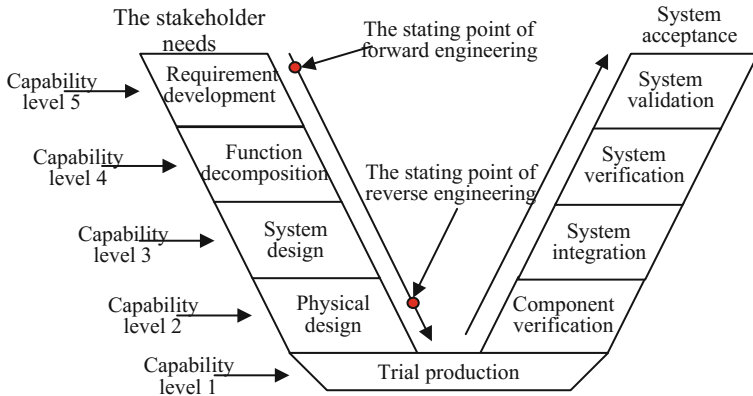 The stakeholder
needs
The stating point of
forward engineering
System
acceptance
Capability
level 5
Requirement
development
System
validation
Capability
level 4
Function
decomposition
The stating point of
reverse engineering
System
verification
Capability
level 3
System
design
System
integration
Capability
level 2
Physical
design
Component
verification
Capability
level 1
Trial production